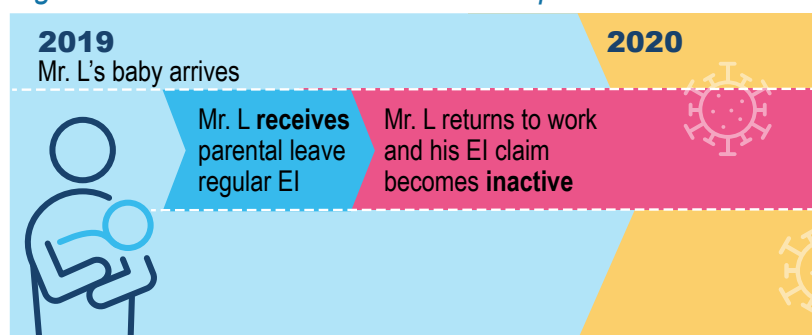 2019
Mr. L’s baby arrives
2020
Mr. L receives
parental leave
regular EI
Mr. L returns to work
and his EI claim
becomes inactive